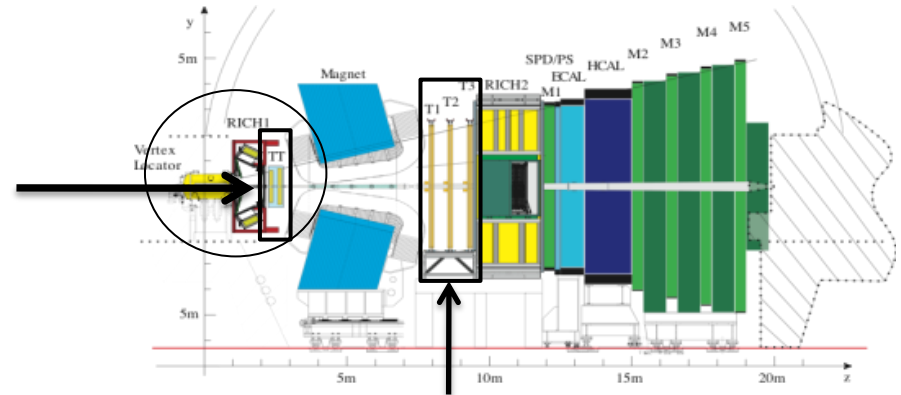 y
5m
Magnet
RICH1
Vertex
Locator
TT
T1
T2
T3
RICH2
SPD/PS
M1
ECAL
HCAL
M2
M3
M4
M5
5m
5m
10m
15m
20m
z